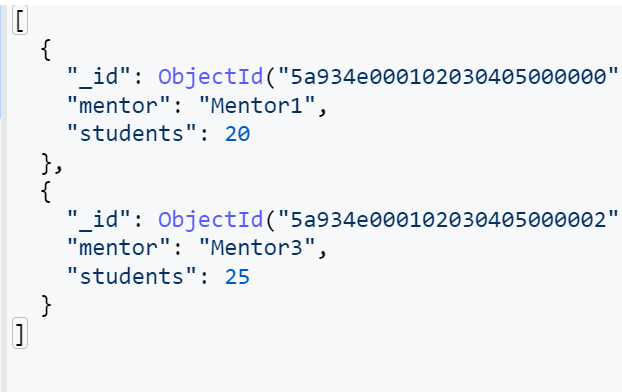 [
  {
    "_id": ObjectId("5a934e000102030405000000"
    "mentor": "Mentor1",
    "students": 20
  },
  {
    "_id": ObjectId("5a934e000102030405000002"
    "mentor": "Mentor3",
    "students": 25
  }
]